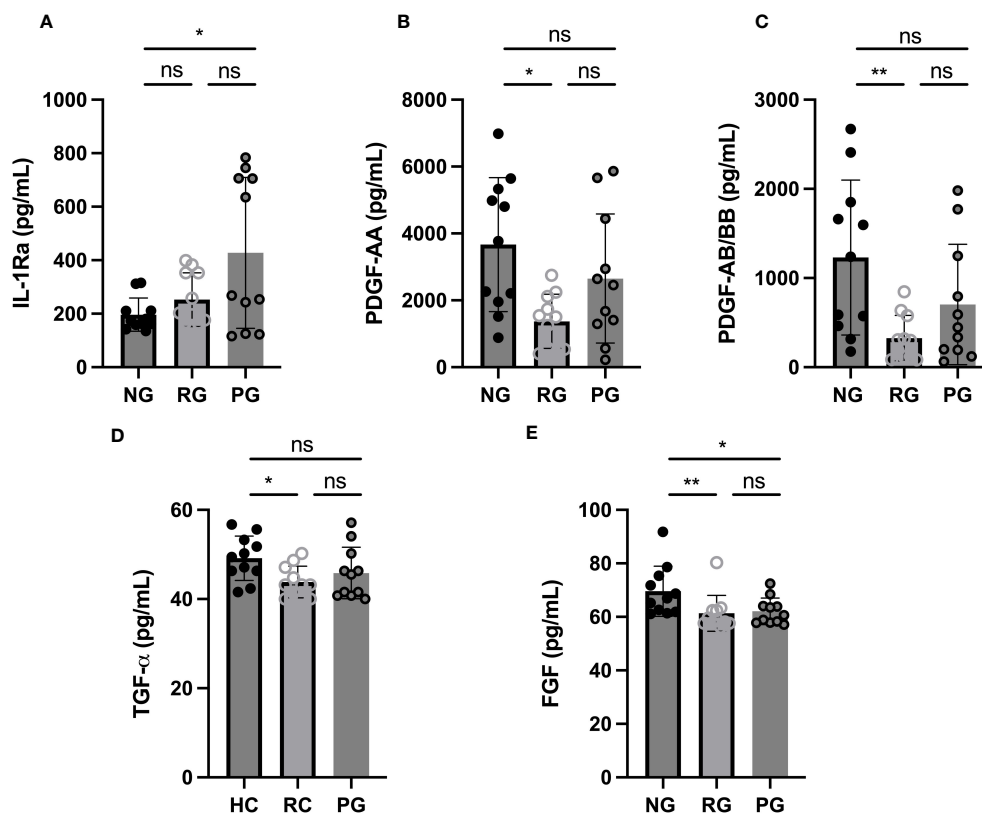 A
*
ns ns
IL-1Ra (pg/mL)
1000
800
600
400
200
0
NG RG PG
B
ns
* ns
PDGF-AA (pg/mL)
8000
6000
4000
2000
0
NG RG PG
C
ns
** ns
PDGF-AB/BB (pg/mL)
3000
2000
1000
0
NG RG PG
D
ns
* ns
TGF-α (pg/mL)
60
40
20
0
HC RC PG
E
*
** ns
FGF (pg/mL)
100
80
60
40
20
0
NG RG PG